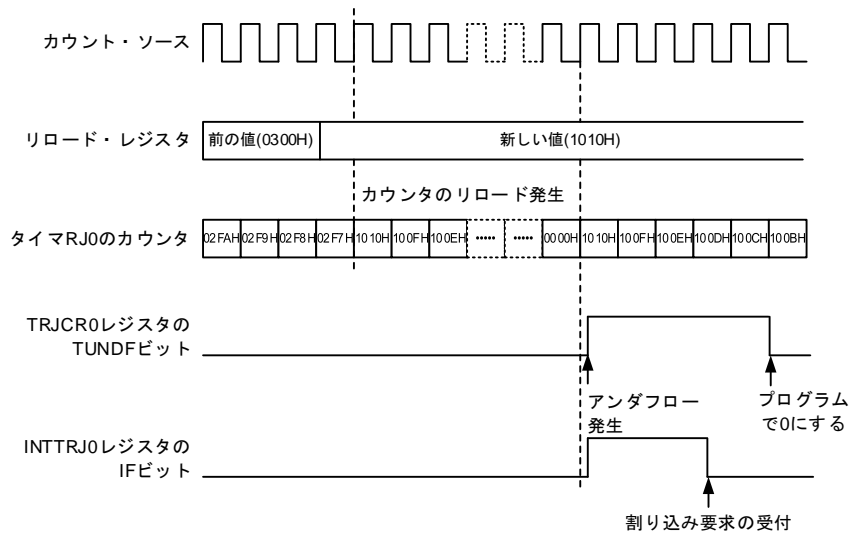 カウント・ソース
リロード・レジスタ
前の値(0300H)
新しい値(1010H)
カウンタのリロード発生
タイマRJ0のカウンタ
02FAH 02F9H 02F8H 02F7H 1010H 100FH 100EH ····· ····· 0000H 1010H 100FH 100EH 100DH 100CH 100BH
TRJCR0レジスタの
TUNDFビット
アンダフロー
発生
プログラム
で0にする
INTTRJ0レジスタの
IFビット
割り込み要求の受付